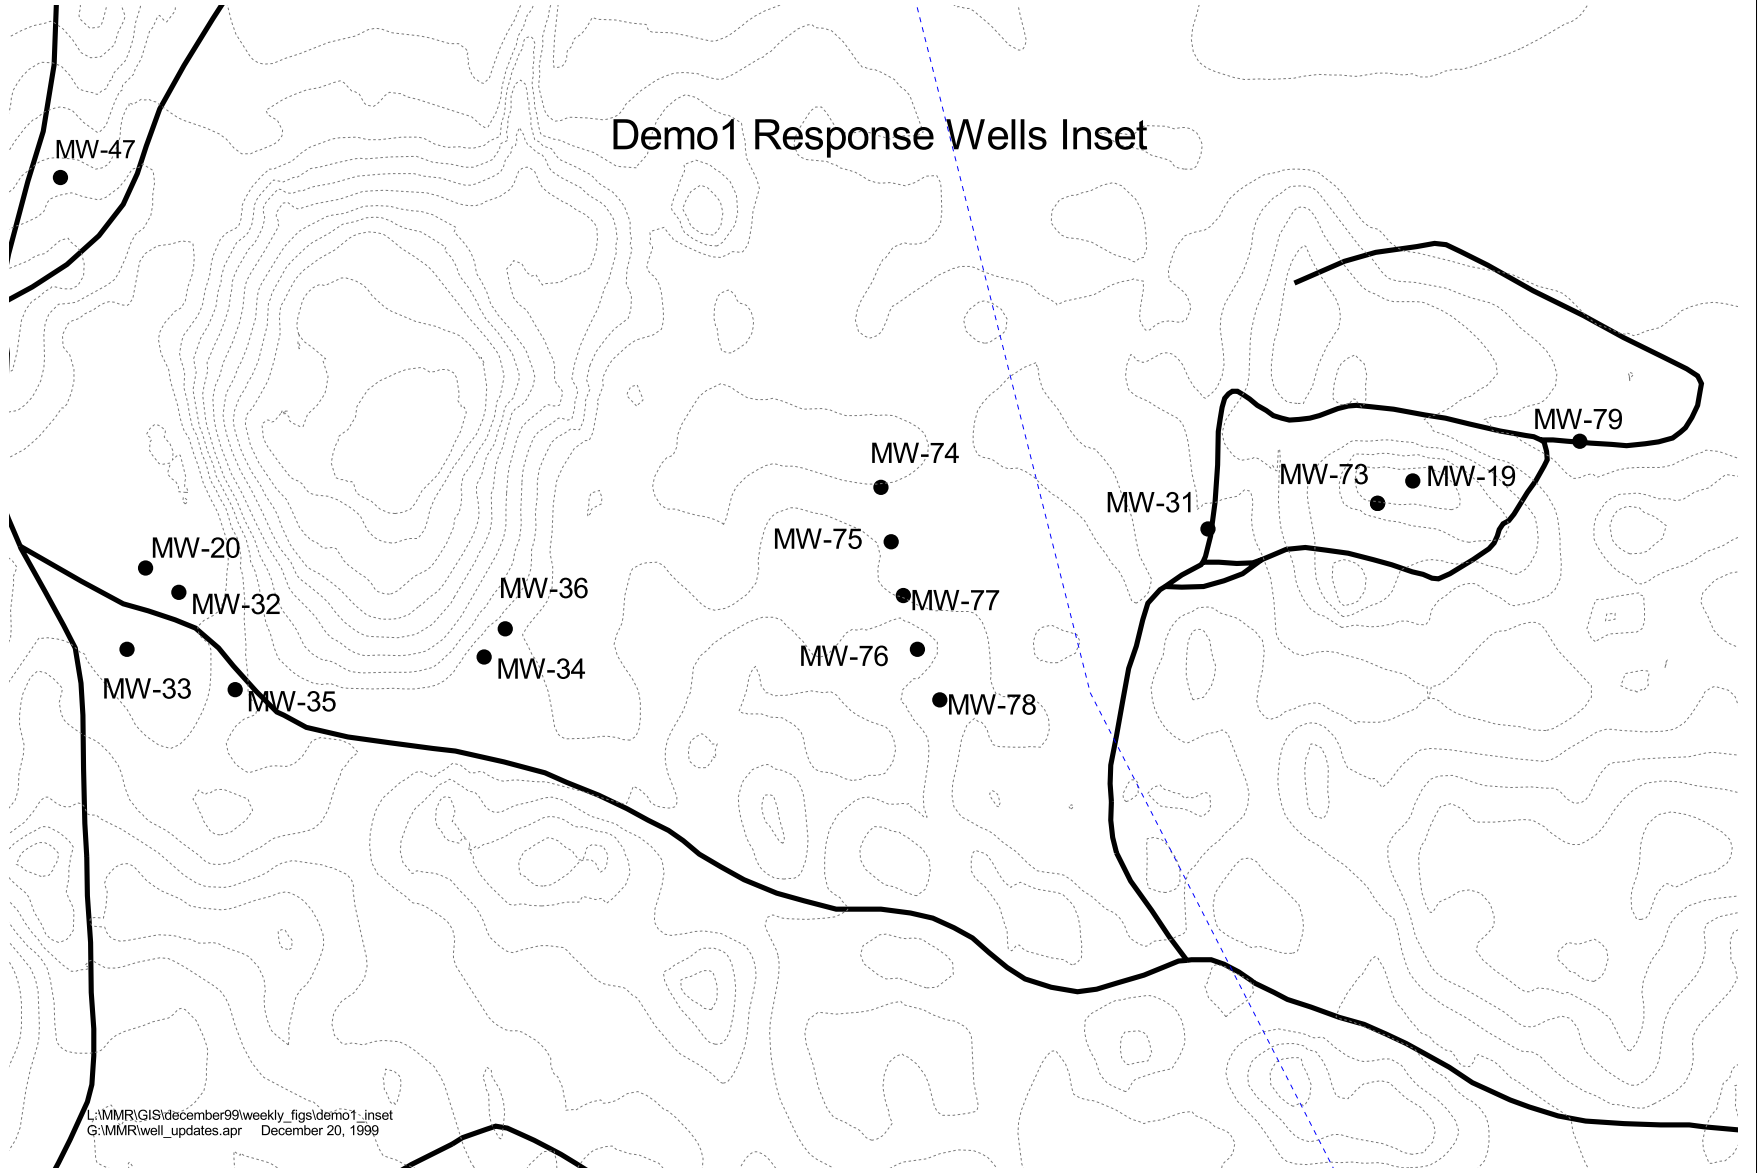 Demo1 Response Wells Inset
MW-47
MW-79
MW-74
MW-73
MW-19
MW-31
MW-75
MW-20
MW-36
MW-32
MW-77
MW-76
MW-34
MW-33
MW-35
MW-78
L:\MMR\GIS\december99\weekly_figs\demo1_inset
G:\MMR\well_updates.apr December 20, 1999